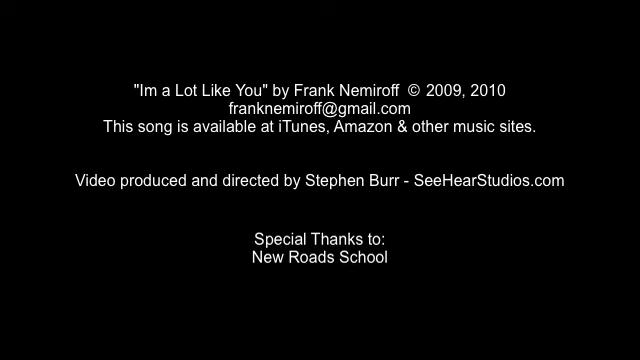 "Im a Lot Like You" by Frank Nemiroff © 2009, 2010
franknemiroff@gmail.com
This song is available at iTunes, Amazon & other music sites.
Video produced and directed by Stephen Burr - SeeHearStudios.com
Special Thanks to:
New Roads School